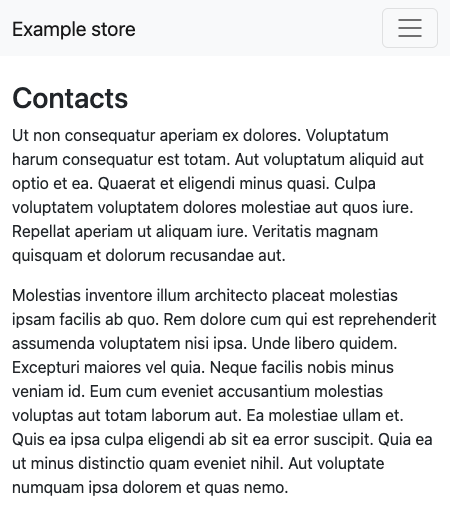 Example store
Contacts
Ut non consequatur aperiam ex dolores. Voluptatum
harum consequatur est totam. Aut voluptatum aliquid aut
optio et ea. Quaerat et eligendi minus quasi. Culpa
voluptatem voluptatem dolores molestiae aut quos iure.
Repellat aperiam ut aliquam iure. Veritatis magnam
quisquam et dolorum recusandae aut.
Molestias inventore illum architecto placeat molestias
ipsam facilis ab quo. Rem dolore cum qui est reprehenderit
assumenda voluptatem nisi ipsa. Unde libero quidem.
Excepturi maiores vel quia. Neque facilis nobis minus
veniam id. Eum cum eveniet accusantium molestias
voluptas aut totam laborum aut. Ea molestiae ullam et.
Quis ea ipsa culpa eligendi ab sit ea error suscipit. Quia ea
ut minus distinctio quam eveniet nihil. Aut voluptate
numquam ipsa dolorem et quas nemo.